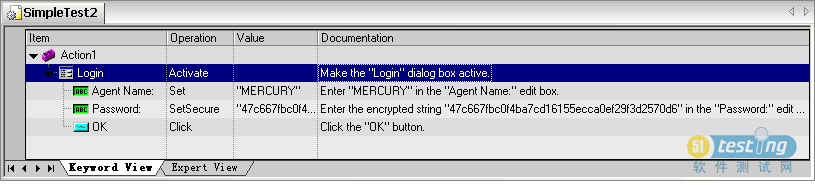 SimpleTest2
Item Operation Value Documentation
Action1
Login Activate Make the "Login" dialog box active.
ABC Agent Name: Set "MERCURY" Enter "MERCURY" in the "Agent Name:" edit box.
ABC Password: SetSecure "47c667fbc0f4... Enter the encrypted string "47c667fbc0f4ba7cd16155ecca0ef29f3d2570d6" in the "Password:" edit ...
OK Click Click the "OK" button.
Keyword View Expert View
51 testing
软件测试网